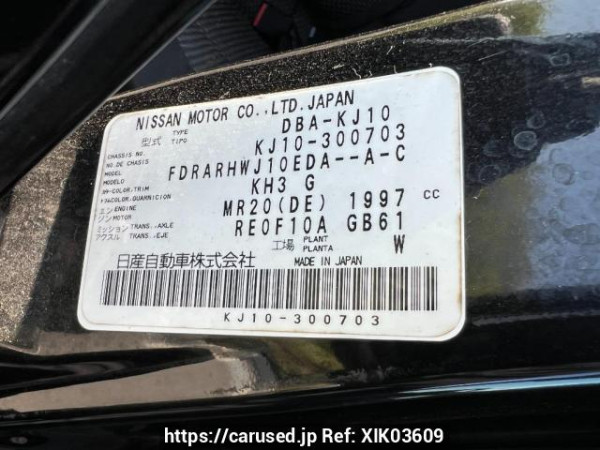 NISSAN MOTOR CO.,LTD.JAPAN
型式 TYPE TIPO DBA-KJ10
CHASSIS NO. NO DE CHASSIS KJ10-300703
MODEL MODELO FDRARHWJ10EDA--A-C
COLOR,TRIM COLOR,GUARNICION KH3 G
エンジン ENGINE MOTOR MR20(DE) 1997 cc
ミッション アクスル TRANS.,AXLE TRANS.,EJE RE0F10A GB61
工場 PLANT PLANTA W
日産自動車株式会社 MADE IN JAPAN
KJ10-300703
https://carused.jp Ref: XIK03609